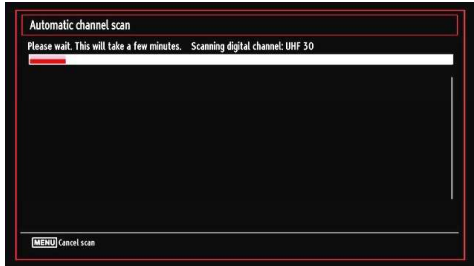 Automatic channel scan
Please wait. This will take a few minutes. Scanning digital channel: UHF 30
MENU Cancel scan